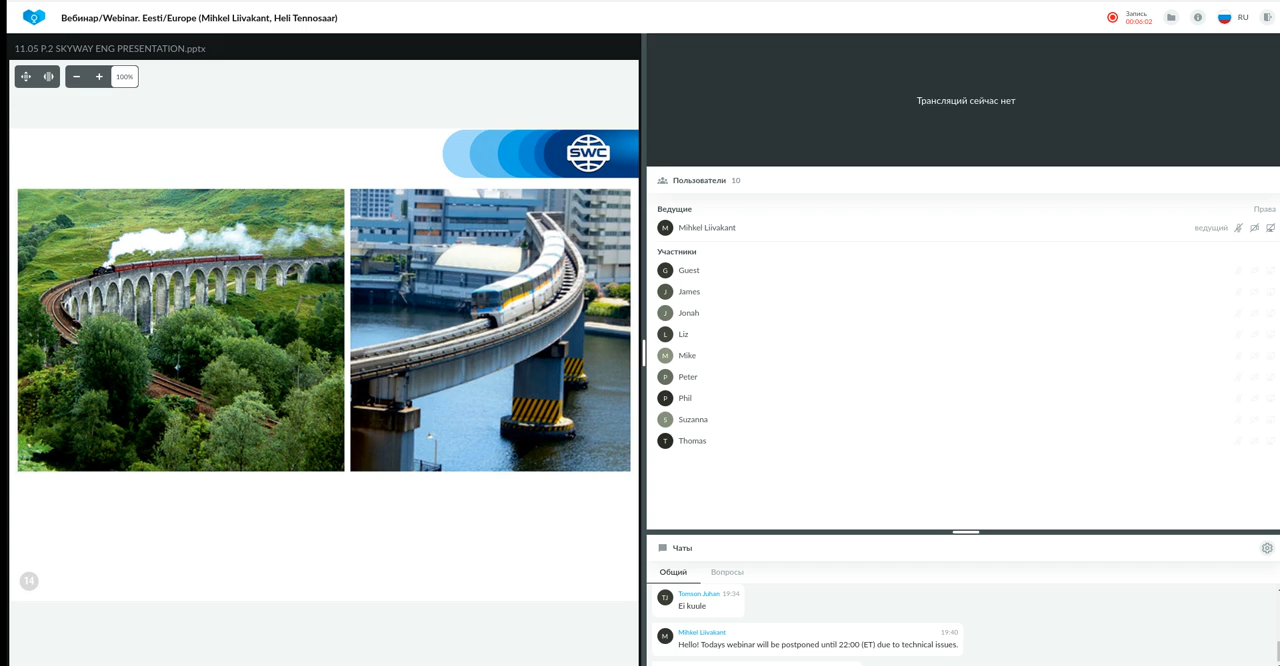 Вебинар/Webinar. Eesti/Europe (Mihkel Liivakant, Heli Tennosaar)
Запись
00:06:02
RU
11.05 P.2 SKYWAY ENG PRESENTATION.pptx
100%
SWC
14
Трансляций сейчас нет
Пользователи 10
Ведущие Права
M Mihkel Liivakant ведущий
Участники
G Guest
J James
J Jonah
L Liz
M Mike
P Peter
P Phil
S Suzanna
T Thomas
Чаты
Общий Вопросы
TJ Tomson Juhan 19:34
Ei kuule
M Mihkel Liivakant 19:40
Hello! Todays webinar will be postponed until 22:00 (ET) due to technical issues.